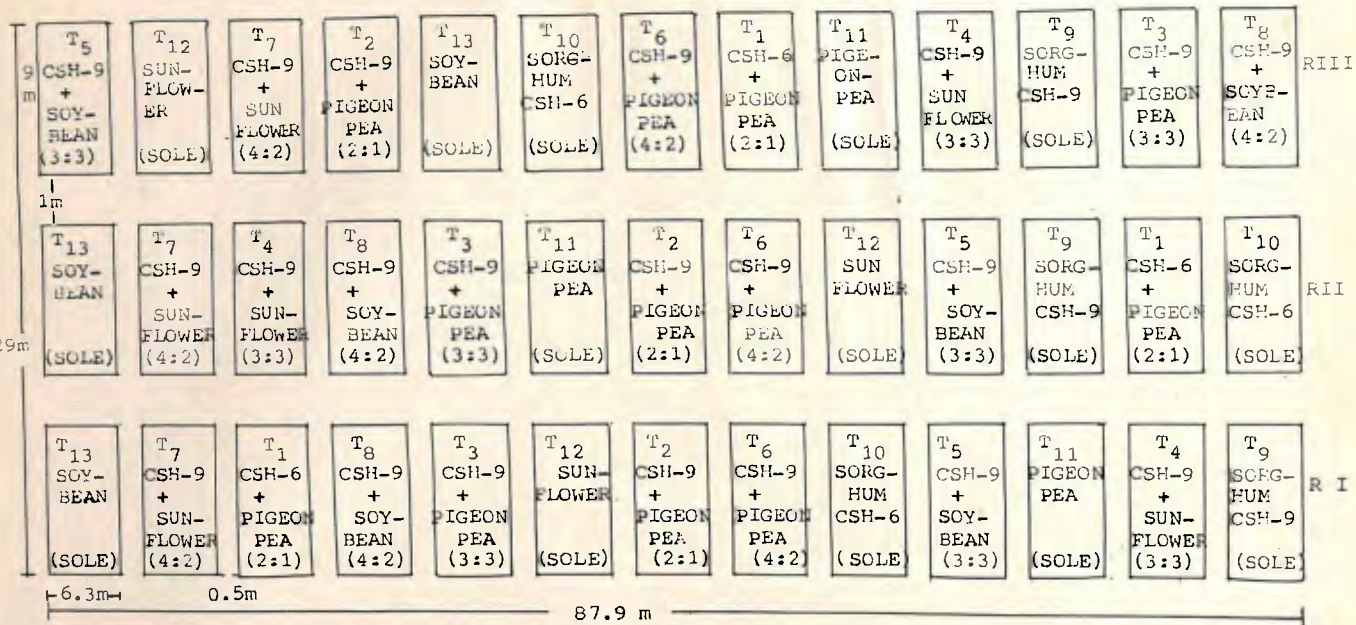 T5
CSH-9
+
SOY-
BEAN
(3:3)
T12
SUN-
FLOW-
ER
(SOLE)
T7
CSH-9
+
SUN
FLOWER
(4:2)
T2
CSH-9
+
PIGEON
PEA
(2:1)
T13
SOY-
BEAN
(SOLE)
T10
SORG-
HUM
CSH-6
(SOLE)
T6
CSH-9
+
PIGEON
PEA
(4:2)
T1
CSH-6
+
PIGEON
PEA
(2:1)
T11
PIGE-
ON-
PEA
(SOLE)
T4
CSH-9
+
SUN
FLOWER
(3:3)
T9
SORG-
HUM
CSH-9
(SOLE)
T3
CSH-9
+
PIGEON
PEA
(3:3)
T8
CSH-9
+
SOYB-
EAN
(4:2)
RIII
9
m
1m
T13
SOY-
BEAN
(SOLE)
T7
CSH-9
+
SUN-
FLOWER
(4:2)
T4
CSH-9
+
SUN-
FLOWER
(3:3)
T8
CSH-9
+
SOY-
BEAN
(4:2)
T3
CSH-9
+
PIGEON
PEA
(3:3)
T11
PIGEON
PEA
(SOLE)
T2
CSH-9
+
PIGEON
PEA
(2:1)
T6
CSH-9
+
PIGEON
PEA
(4:2)
T12
SUN
FLOWER
(SOLE)
T5
CSH-9
+
SOY-
BEAN
(3:3)
T9
SORG-
HUM
CSH-9
(SOLE)
T1
CSH-6
+
PIGEON
PEA
(2:1)
T10
SORG-
HUM
CSH-6
(SOLE)
RII
29m
T13
SOY-
BEAN
(SOLE)
T7
CSH-9
+
SUN-
FLOWER
(4:2)
T1
CSH-6
+
PIGEON
PEA
(2:1)
T8
CSH-9
+
SOY-
BEAN
(4:2)
T3
CSH-9
+
PIGEON
PEA
(3:3)
T12
SUN-
FLOWER
(SOLE)
T2
CSH-9
+
PIGEON
PEA
(2:1)
T6
CSH-9
+
PIGEON
PEA
(4:2)
T10
SORG-
HUM
CSH-6
(SOLE)
T5
CSH-9
+
SOY-
BEAN
(3:3)
T11
PIGEON
PEA
(SOLE)
T4
CSH-9
+
SUN-
FLOWER
(3:3)
T9
SORG-
HUM
CSH-9
(SOLE)
R I
6.3m
0.5m
87.9 m